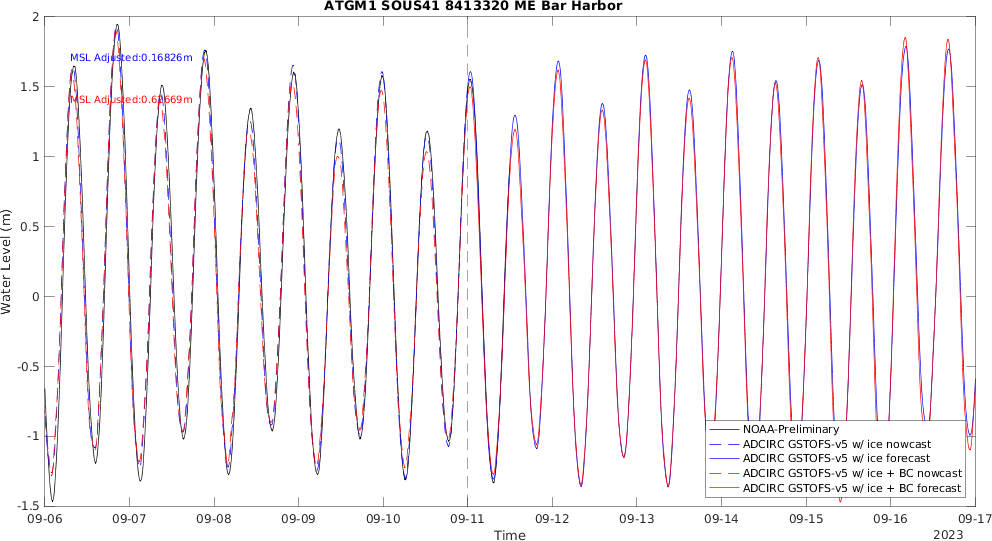 ATGM1 SOUS41 8413320 ME Bar Harbor
2
1.5
1
0.5
0
-0.5
-1
-1.5
Water Level (m)
MSL Adjusted:0.16826m
NOAA-Preliminary
ADCIRC GSTOFS-v5 w/ ice nowcast
ADCIRC GSTOFS-v5 w/ ice forecast
ADCIRC GSTOFS-v5 w/ ice + BC nowcast
ADCIRC GSTOFS-v5 w/ ice + BC forecast
09-06 09-07 09-08 09-09 09-10 09-11 09-12 09-13 09-14 09-15 09-16 09-17
Time
2023